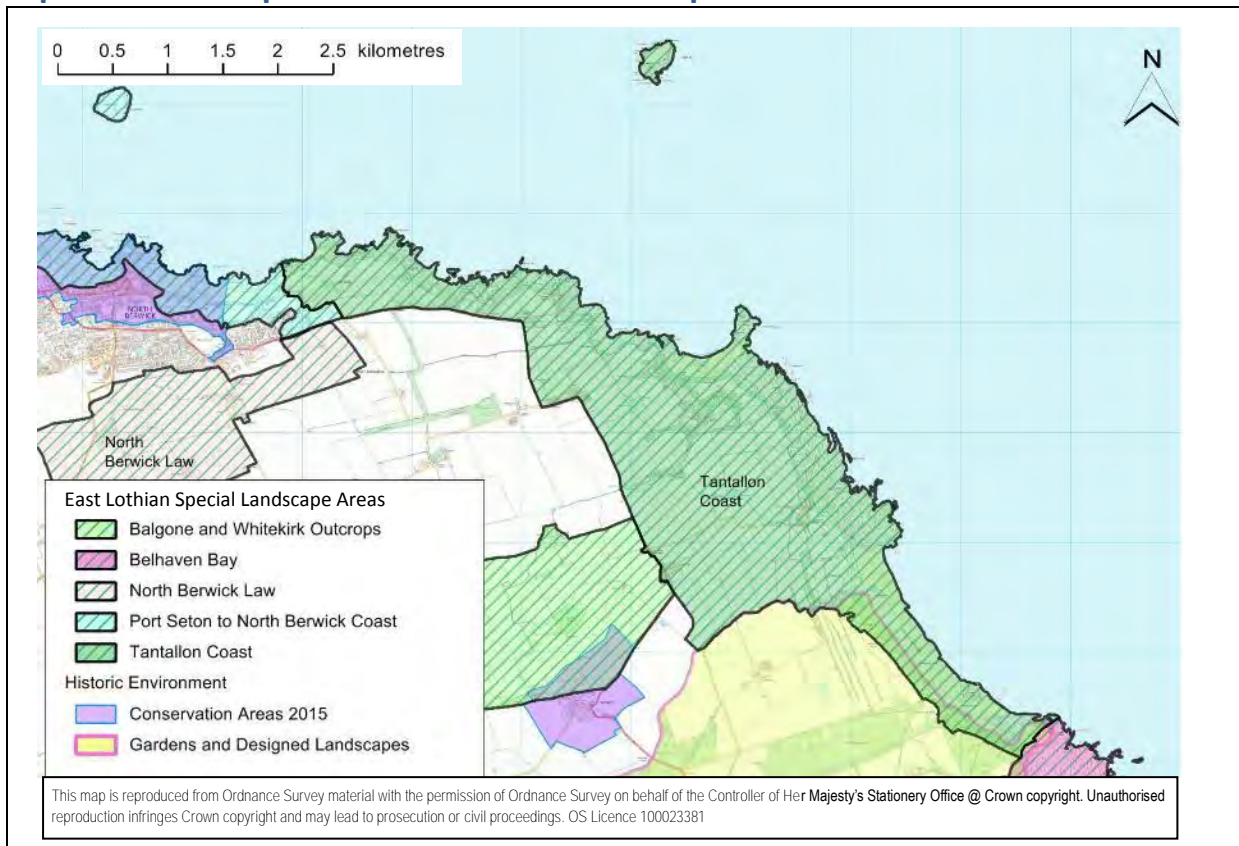 0 0.5 1 1.5 2 2.5 kilometres
N
NORTH
BERWICK
North
Berwick Law
Tantallon
Coast
East Lothian Special Landscape Areas
Balgone and Whitekirk Outcrops
Belhaven Bay
North Berwick Law
Port Seton to North Berwick Coast
Tantallon Coast
Historic Environment
Conservation Areas 2015
Gardens and Designed Landscapes
This map is reproduced from Ordnance Survey material with the permission of Ordnance Survey on behalf of the Controller of Her Majesty's Stationery Office @ Crown copyright. Unauthorised
reproduction infringes Crown copyright and may lead to prosecution or civil proceedings. OS Licence 100023381